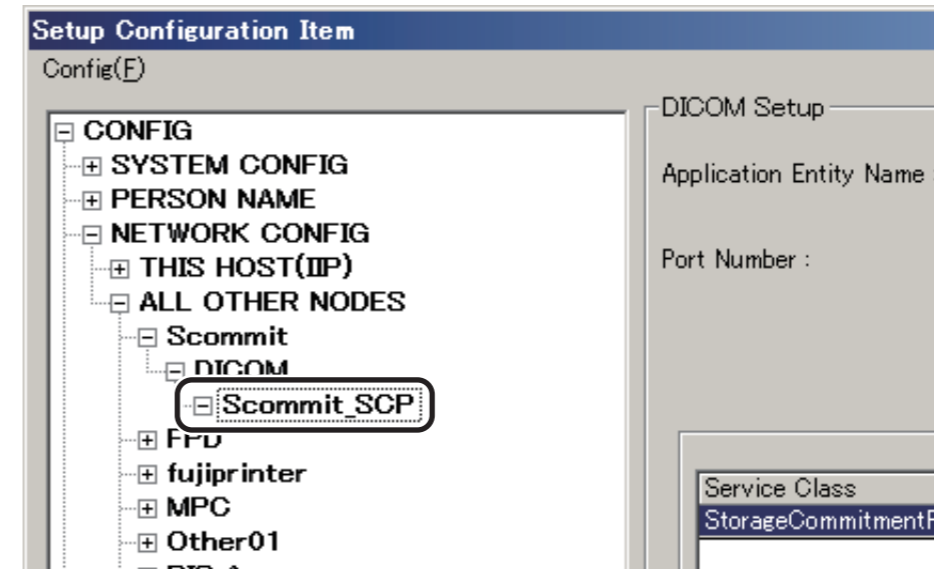 Setup Configuration Item
Config(F)
CONFIG
SYSTEM CONFIG
PERSON NAME
NETWORK CONFIG
THIS HOST(IIP)
ALL OTHER NODES
Scommit
DICOM
Scommit_SCP
FPD
fujiprinter
MPC
Other01
DICOM Setup
Application Entity Name :
Port Number :
Service Class